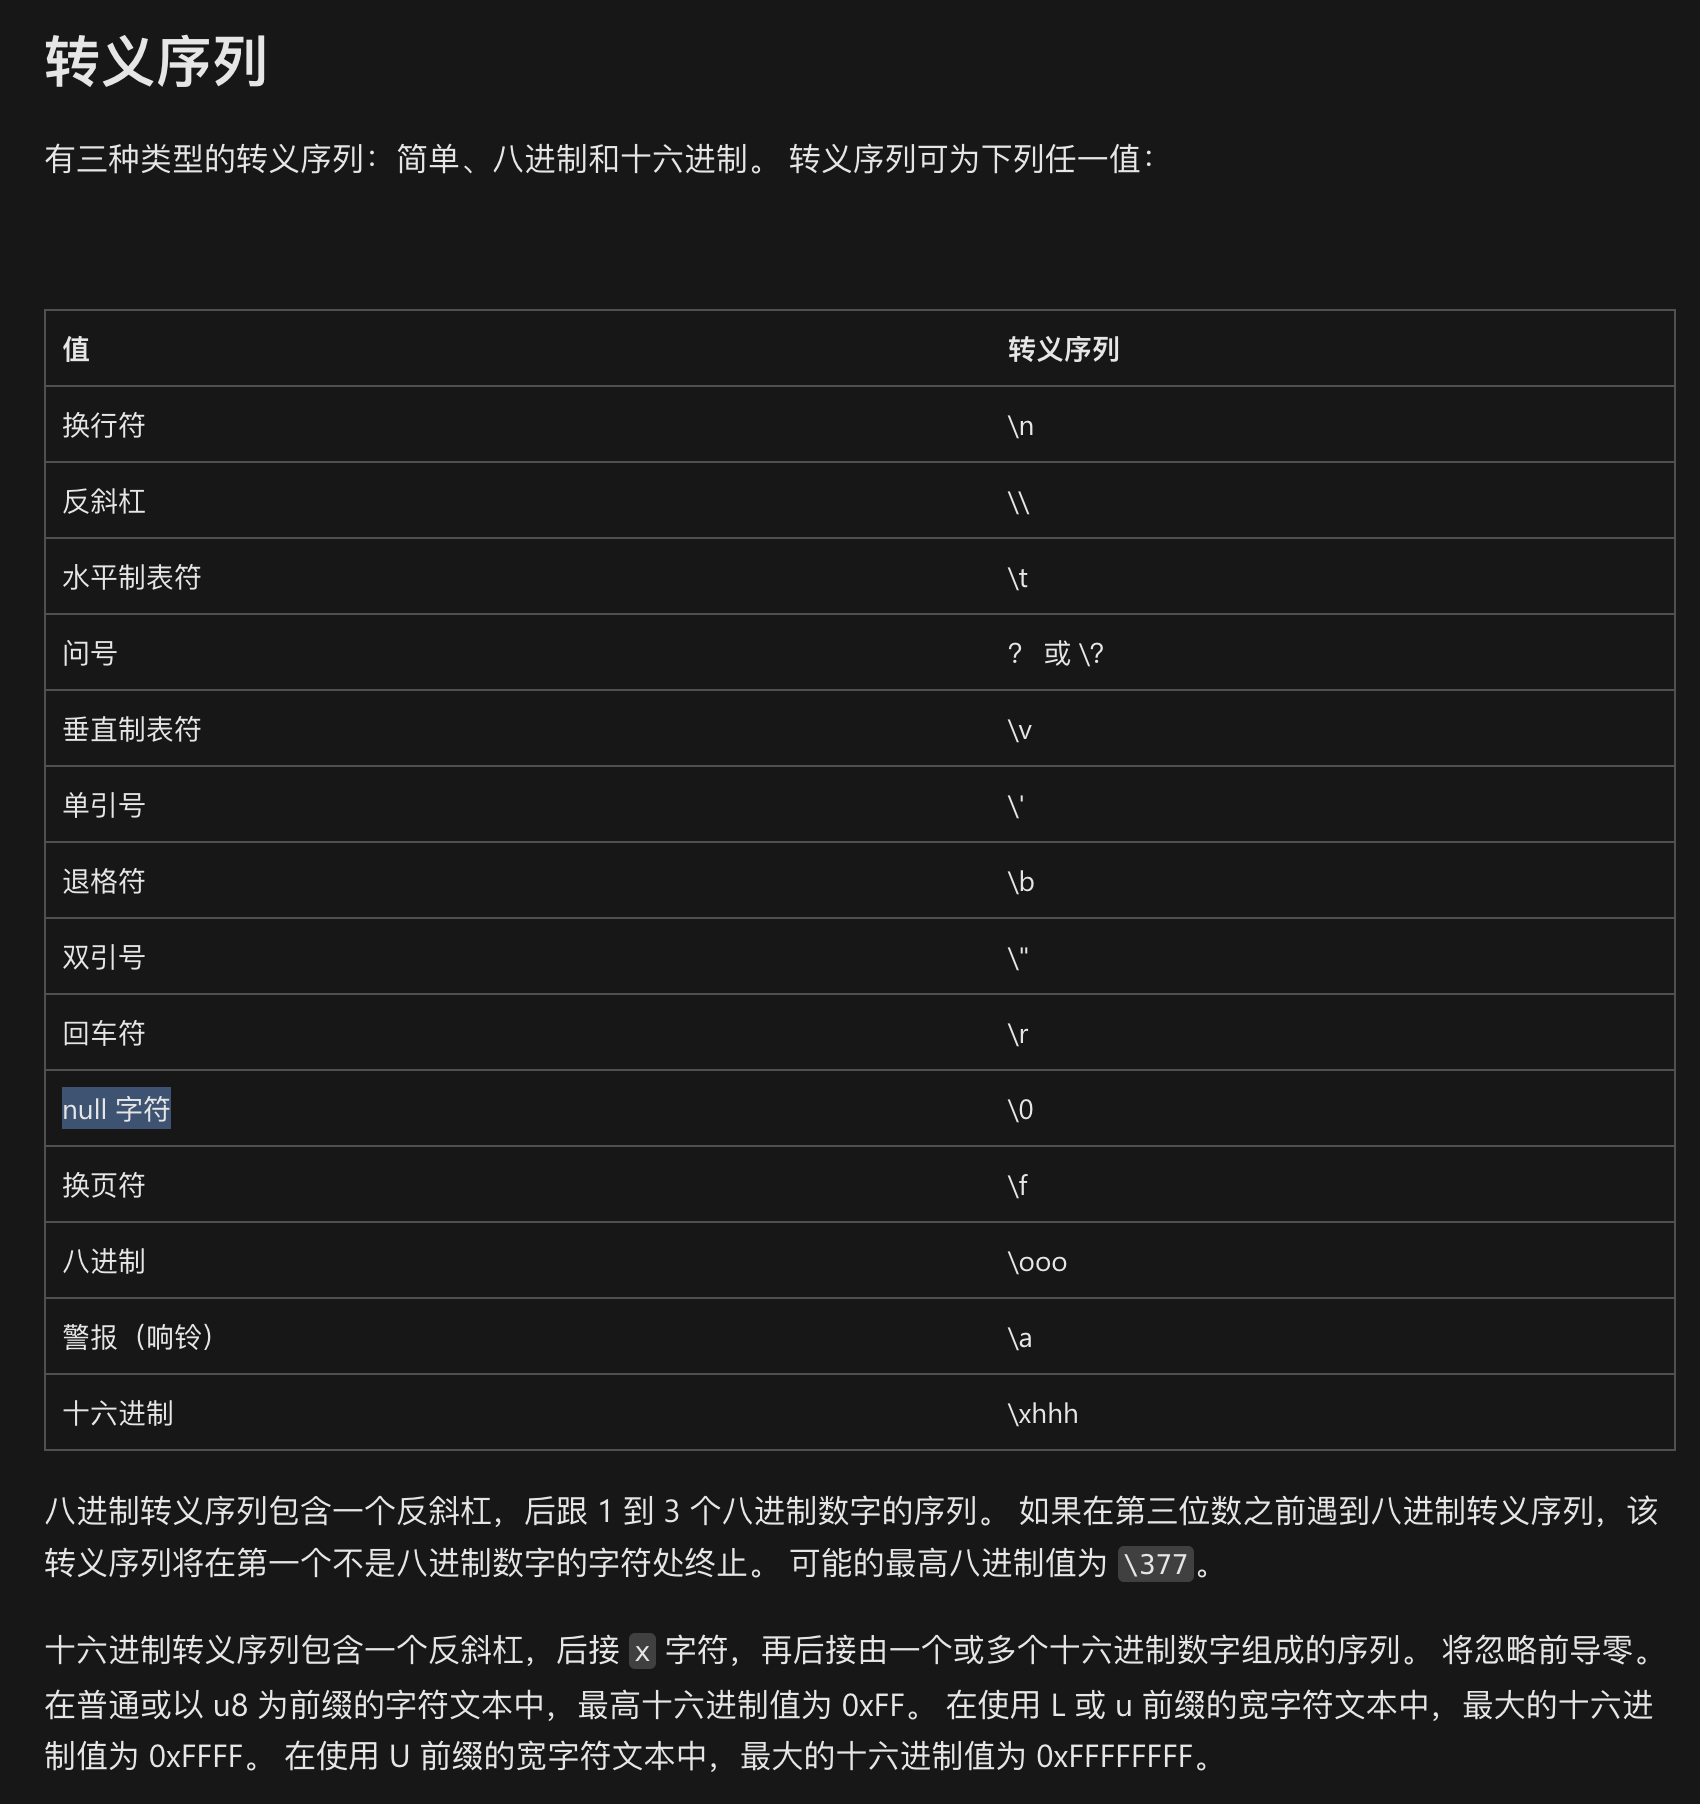 转义序列
有三种类型的转义序列：简单、八进制和十六进制。 转义序列可为下列任一值：
值 转义序列
换行符 \n
反斜杠 \\
水平制表符 \t
问号 ? 或 \?
垂直制表符 \v
单引号 \'
退格符 \b
双引号 \"
回车符 \r
null 字符 \0
换页符 \f
八进制 \ooo
警报（响铃） \a
十六进制 \xhhh
八进制转义序列包含一个反斜杠，后跟 1 到 3 个八进制数字的序列。 如果在第三位数之前遇到八进制转义序列，该
转义序列将在第一个不是八进制数字的字符处终止。 可能的最高八进制值为 \377。
十六进制转义序列包含一个反斜杠，后接 x 字符，再后接由一个或多个十六进制数字组成的序列。 将忽略前导零。
在普通或以 u8 为前缀的字符文本中，最高十六进制值为 0xFF。 在使用 L 或 u 前缀的宽字符文本中，最大的十六进
制值为 0xFFFF。 在使用 U 前缀的宽字符文本中，最大的十六进制值为 0xFFFFFFFF。